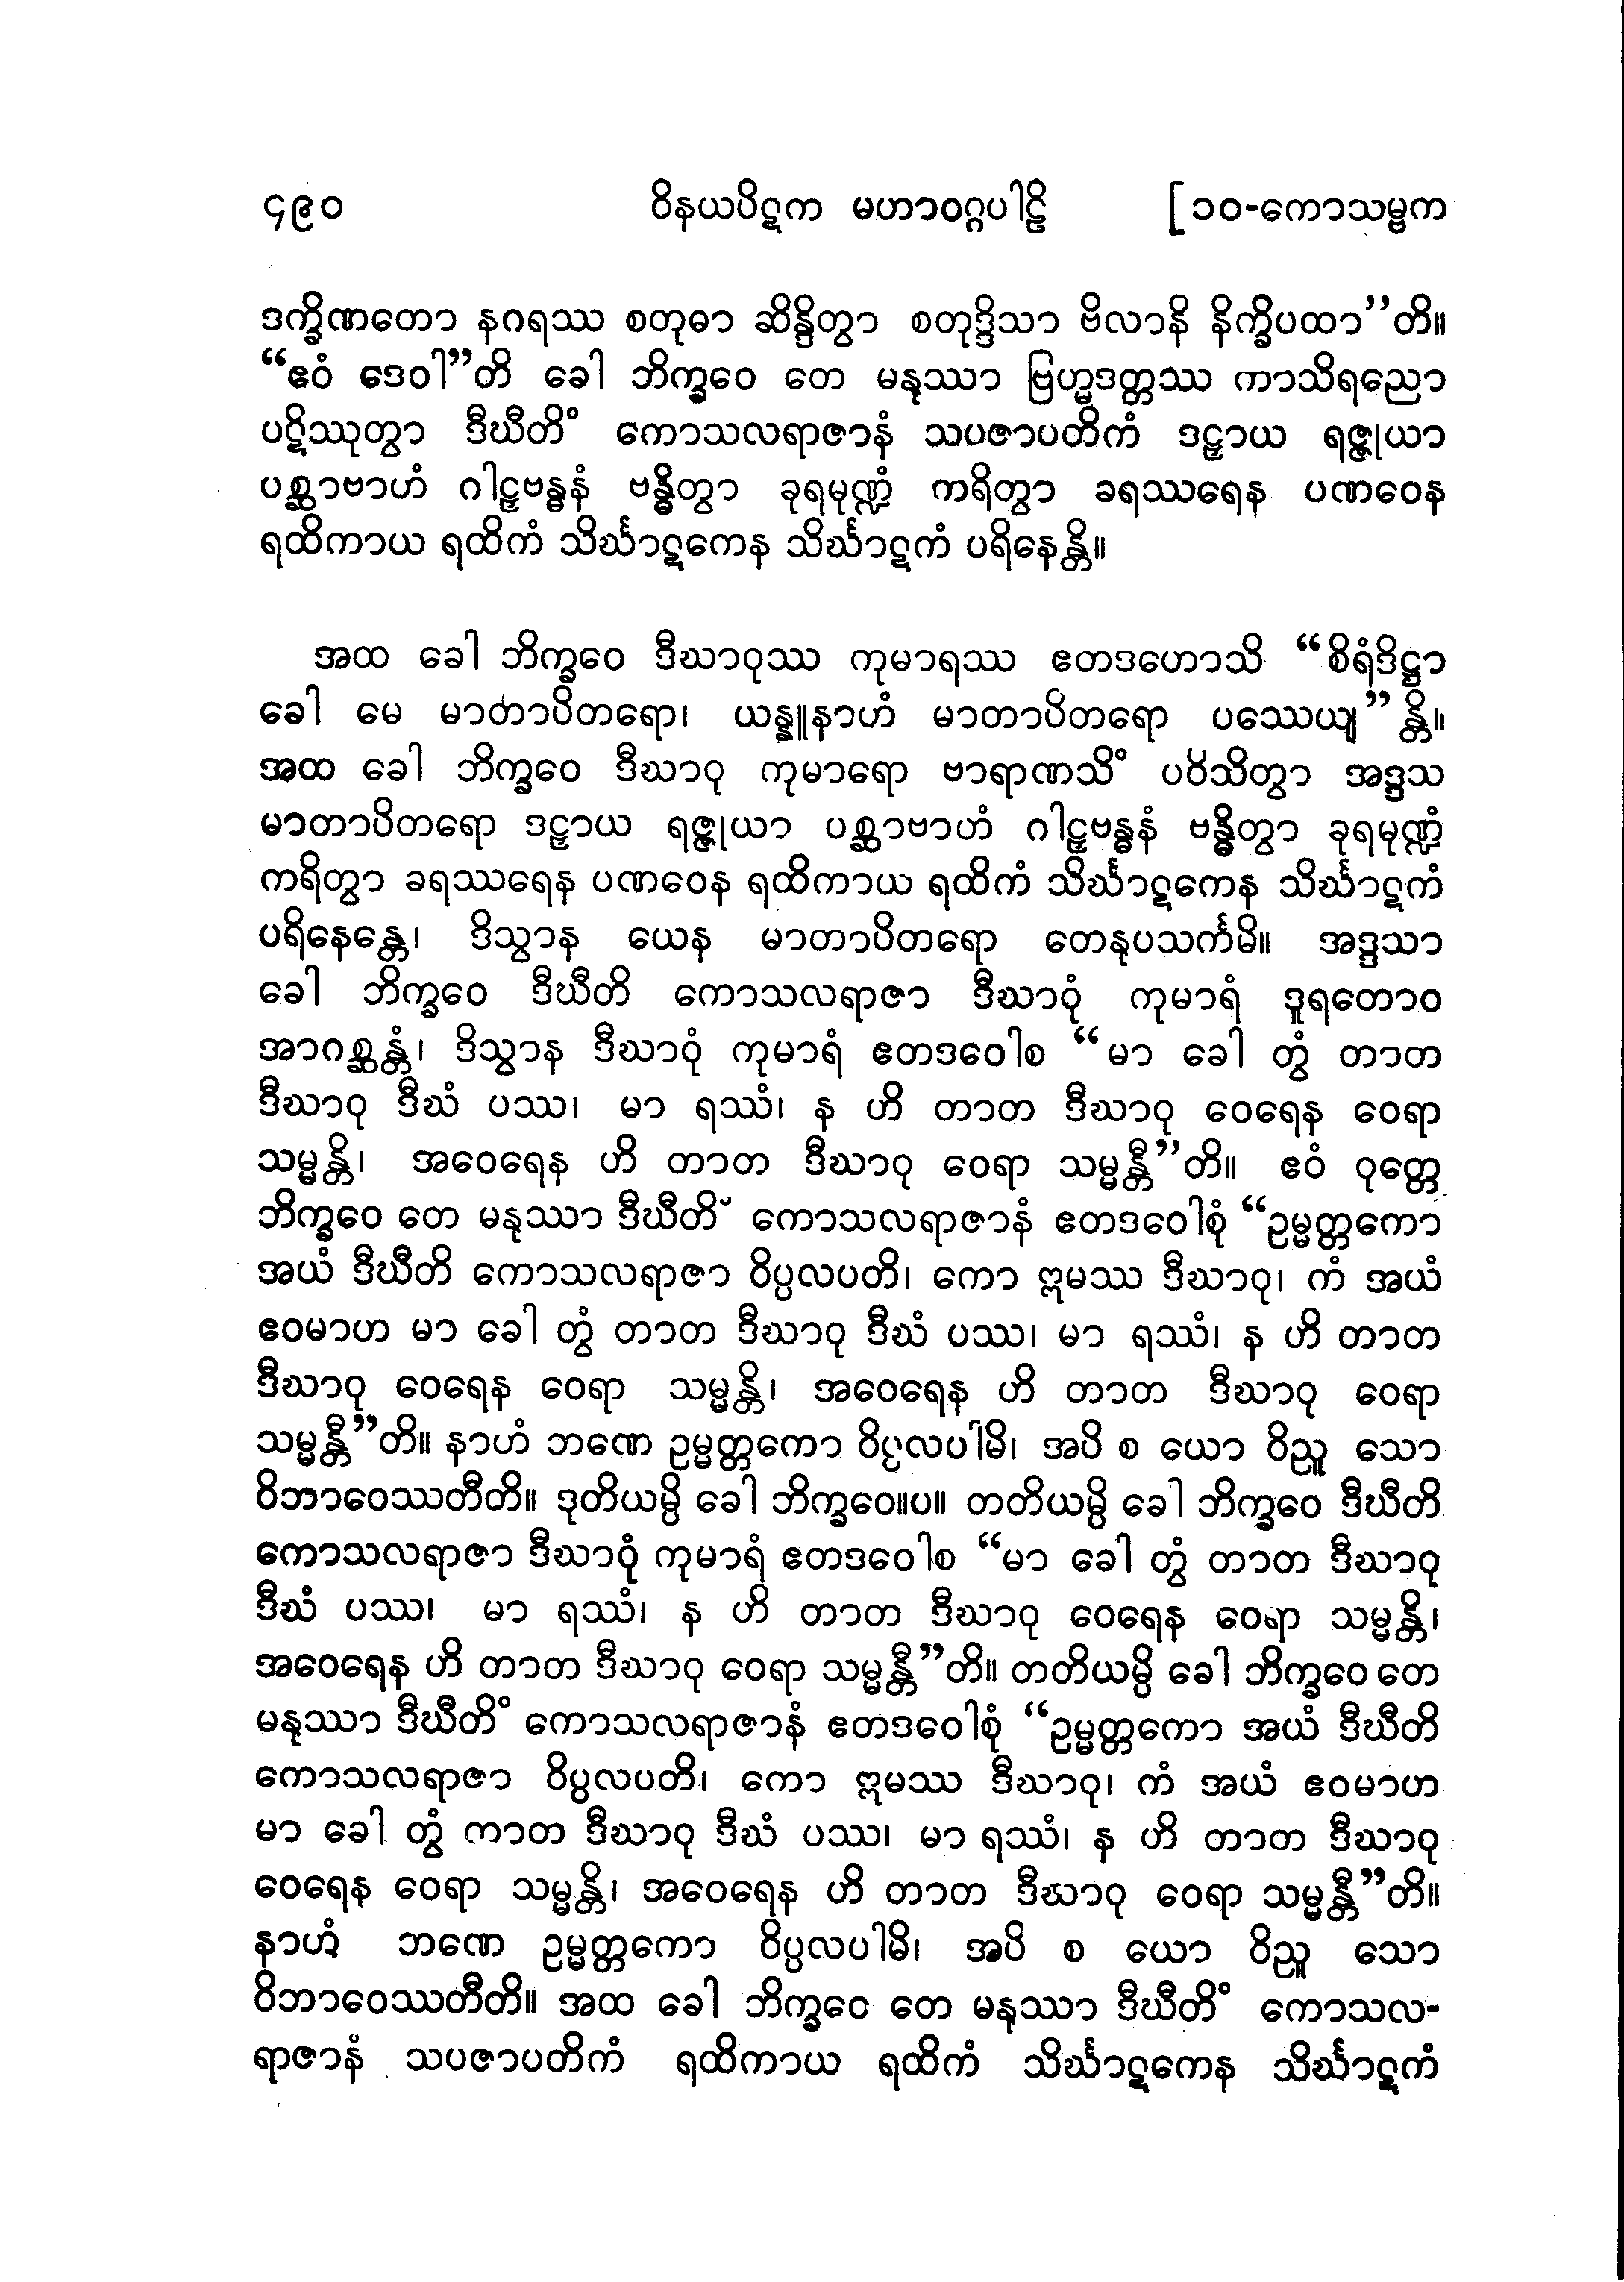 ၄၉၀ ဝိနယပိဋက မဟာဝဂ္ဂပါဠိ [၁၀-ကောသမ္ဗက
ဒက္ခိဏတော နဂရဿ စတုဓာ ဆိန္ဒိတွာ စတုဒ္ဒိသာ ဗိလာနိ နိက္ခိပထာ”တိ။
“ဧဝံ ဒေဝါ”တိ ခေါ ဘိက္ခဝေ တေ မနုဿာ ဗြဟ္မဒတ္တဿ ကာသိရညော
ပဋိဿုတွာ ဒီဃီတိံ ကောသလရာဇာနံ သပဇာပတိကံ ဒဠှာယ ရဇ္ဇုယာ
ပစ္ဆာဗာဟံ ဂါဠှဗန္ဓနံ ဗန္ဓိတွာ ခုရမုဏ္ဍံ ကရိတွာ ခရဿရေန ပဏဝေန
ရထိကာယ ရထိကံ သိင်္ဃာဋကေန သိင်္ဃာဋကံ ပရိနေန္တိ။
အထ ခေါ ဘိက္ခဝေ ဒီဃာဝုဿ ကုမာရဿ ဧတဒဟောသိ “စိရံဒိဋ္ဌာ
ခေါ မေ မာတာပိတရော၊ ယန္နူနာဟံ မာတာပိတရော ပဿေယျ”န္တိ။
အထ ခေါ ဘိက္ခဝေ ဒီဃာဝု ကုမာရော ဗာရာဏသိံ ပဝိသိတွာ အဒ္ဒသ
မာတာပိတရော ဒဠှာယ ရဇ္ဇုယာ ပစ္ဆာဗာဟံ ဂါဠှဗန္ဓနံ ဗန္ဓိတွာ ခုရမုဏ္ဍံ
ကရိတွာ ခရဿရေန ပဏဝေန ရထိကာယ ရထိကံ သိင်္ဃာဋကေန သိင်္ဃာဋကံ
ပရိနေန္တေ၊ ဒိသွာန ယေန မာတာပိတရော တေနုပသင်္ကမိ။ အဒ္ဒသာ
ခေါ ဘိက္ခဝေ ဒီဃီတိ ကောသလရာဇာ ဒီဃာဝုံ ကုမာရံ ဒူရတောဝ
အာဂစ္ဆန္တံ၊ ဒိသွာန ဒီဃာဝုံ ကုမာရံ ဧတဒဝေါစ “မာ ခေါ တွံ တာတ
ဒီဃာဝု ဒီဃံ ပဿ၊ မာ ရဿံ၊ န ဟိ တာတ ဒီဃာဝု ဝေရေန ဝေရာ
သမ္မန္တိ၊ အဝေရေန ဟိ တာတ ဒီဃာဝု ဝေရာ သမ္မန္တီ”တိ။ ဧဝံ ဝုတ္တေ
ဘိက္ခဝေ တေ မနုဿာ ဒီဃီတိံ ကောသလရာဇာနံ ဧတဒဝေါစုံ “ဥမ္မတ္တကော
အယံ ဒီဃီတိ ကောသလရာဇာ ဝိပ္ပလပတိ၊ ကော ဣမဿ ဒီဃာဝု၊ ကံ အယံ
ဧဝမာဟ မာ ခေါ တွံ တာတ ဒီဃာဝု ဒီဃံ ပဿ၊ မာ ရဿံ၊ န ဟိ တာတ
ဒီဃာဝု ဝေရေန ဝေရာ သမ္မန္တိ၊ အဝေရေန ဟိ တာတ ဒီဃာဝု ဝေရာ
သမ္မန္တီ”တိ။ နာဟံ ဘဏေ ဥမ္မတ္တကော ဝိပ္ပလပါမိ၊ အပိ စ ယော ဝိညူ သော
ဝိဘာဝေဿတီတိ။ ဒုတိယမ္ပိ ခေါ ဘိက္ခဝေ။ပ။ တတိယမ္ပိ ခေါ ဘိက္ခဝေ ဒီဃီတိ
ကောသလရာဇာ ဒီဃာဝုံ ကုမာရံ ဧတဒဝေါစ “မာ ခေါ တွံ တာတ ဒီဃာဝု
ဒီဃံ ပဿ၊ မာ ရဿံ၊ န ဟိ တာတ ဒီဃာဝု ဝေရေန ဝေရာ သမ္မန္တိ၊
အဝေရေန ဟိ တာတ ဒီဃာဝု ဝေရာ သမ္မန္တီ”တိ။ တတိယမ္ပိ ခေါ ဘိက္ခဝေ တေ
မနုဿာ ဒီဃီတိံ ကောသလရာဇာနံ ဧတဒဝေါစုံ “ဥမ္မတ္တကော အယံ ဒီဃီတိ
ကောသလရာဇာ ဝိပ္ပလပတိ၊ ကော ဣမဿ ဒီဃာဝု၊ ကံ အယံ ဧဝမာဟ
မာ ခေါ တွံ ကာတ ဒီဃာဝု ဒီဃံ ပဿ၊ မာ ရဿံ၊ န ဟိ တာတ ဒီဃာဝု
ဝေရေန ဝေရာ သမ္မန္တိ၊ အဝေရေန ဟိ တာတ ဒီဃာဝု ဝေရာ သမ္မန္တီ”တိ။
နာဟံ ဘဏေ ဥမ္မတ္တကော ဝိပ္ပလပါမိ၊ အပိ စ ယော ဝိညူ သော
ဝိဘာဝေဿတီတိ။ အထ ခေါ ဘိက္ခဝေ တေ မနုဿာ ဒီဃီတိံ ကောသလ-
ရာဇာနံ သပဇာပတိကံ ရထိကာယ ရထိကံ သိင်္ဃာဋကေန သိင်္ဃာဋကံ